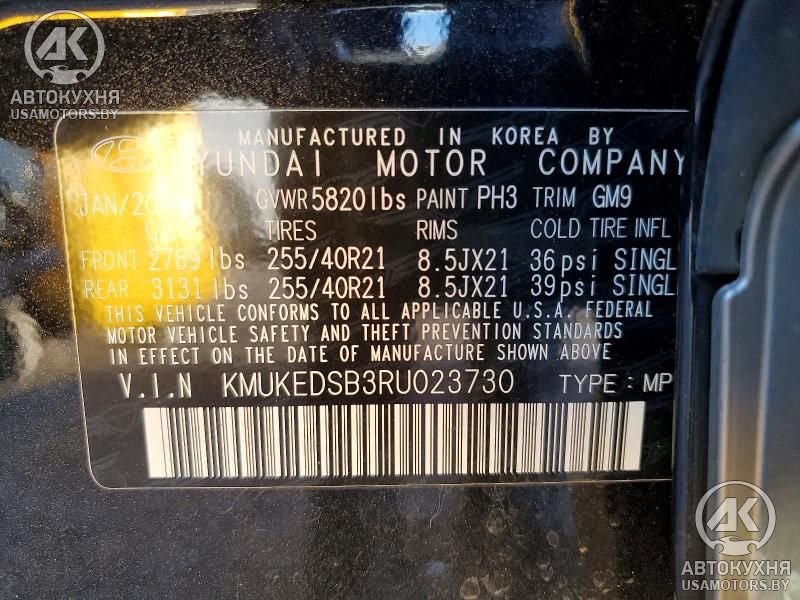 AK
АВТОКУХНЯ
USAMOTORS.BY
MANUFACTURED IN KOREA BY
HYUNDAI MOTOR COMPANY
GVWR 5820lbs PAINT PH3 TRIM GM9
TIRES RIMS COLD TIRE INFL
FRONT 2789 lbs 255/40R21 8.5JX21 36 psi SINGL
REAR 3131 lbs 255/40R21 8.5JX21 39 psi SINGL
THIS VEHICLE CONFORMS TO ALL APPLICABLE U.S.A. FEDERAL
MOTOR VEHICLE SAFETY AND THEFT PREVENTION STANDARDS
IN EFFECT ON THE DATE OF MANUFACTURE SHOWN ABOVE
V.I.N KMUKEDSB3RU023730 TYPE : MP
AK
АВТОКУХНЯ
USAMOTORS.BY